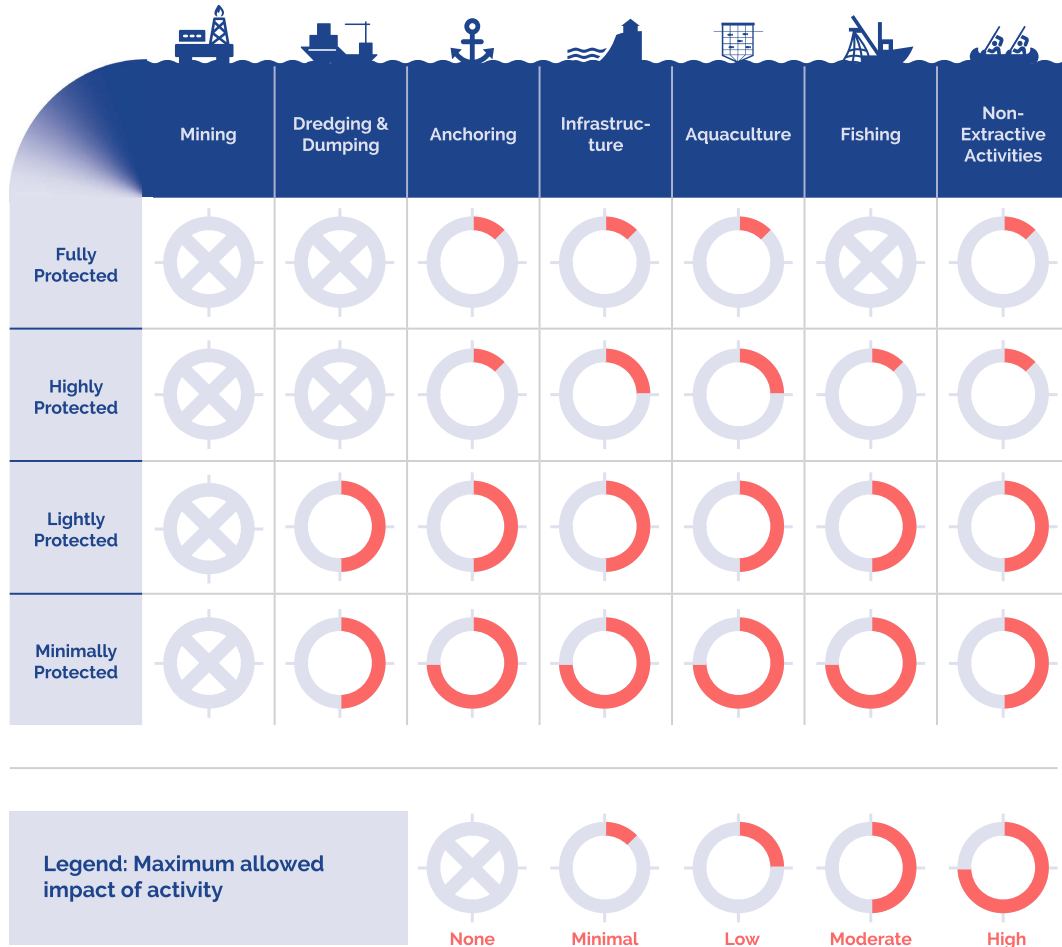 Mining
Dredging &
Dumping
Anchoring
Infrastruc-
ture
Aquaculture
Fishing
Non-
Extractive
Activities
Fully
Protected
Highly
Protected
Lightly
Protected
Minimally
Protected
Legend: Maximum allowed
impact of activity
None
Minimal
Low
Moderate
High